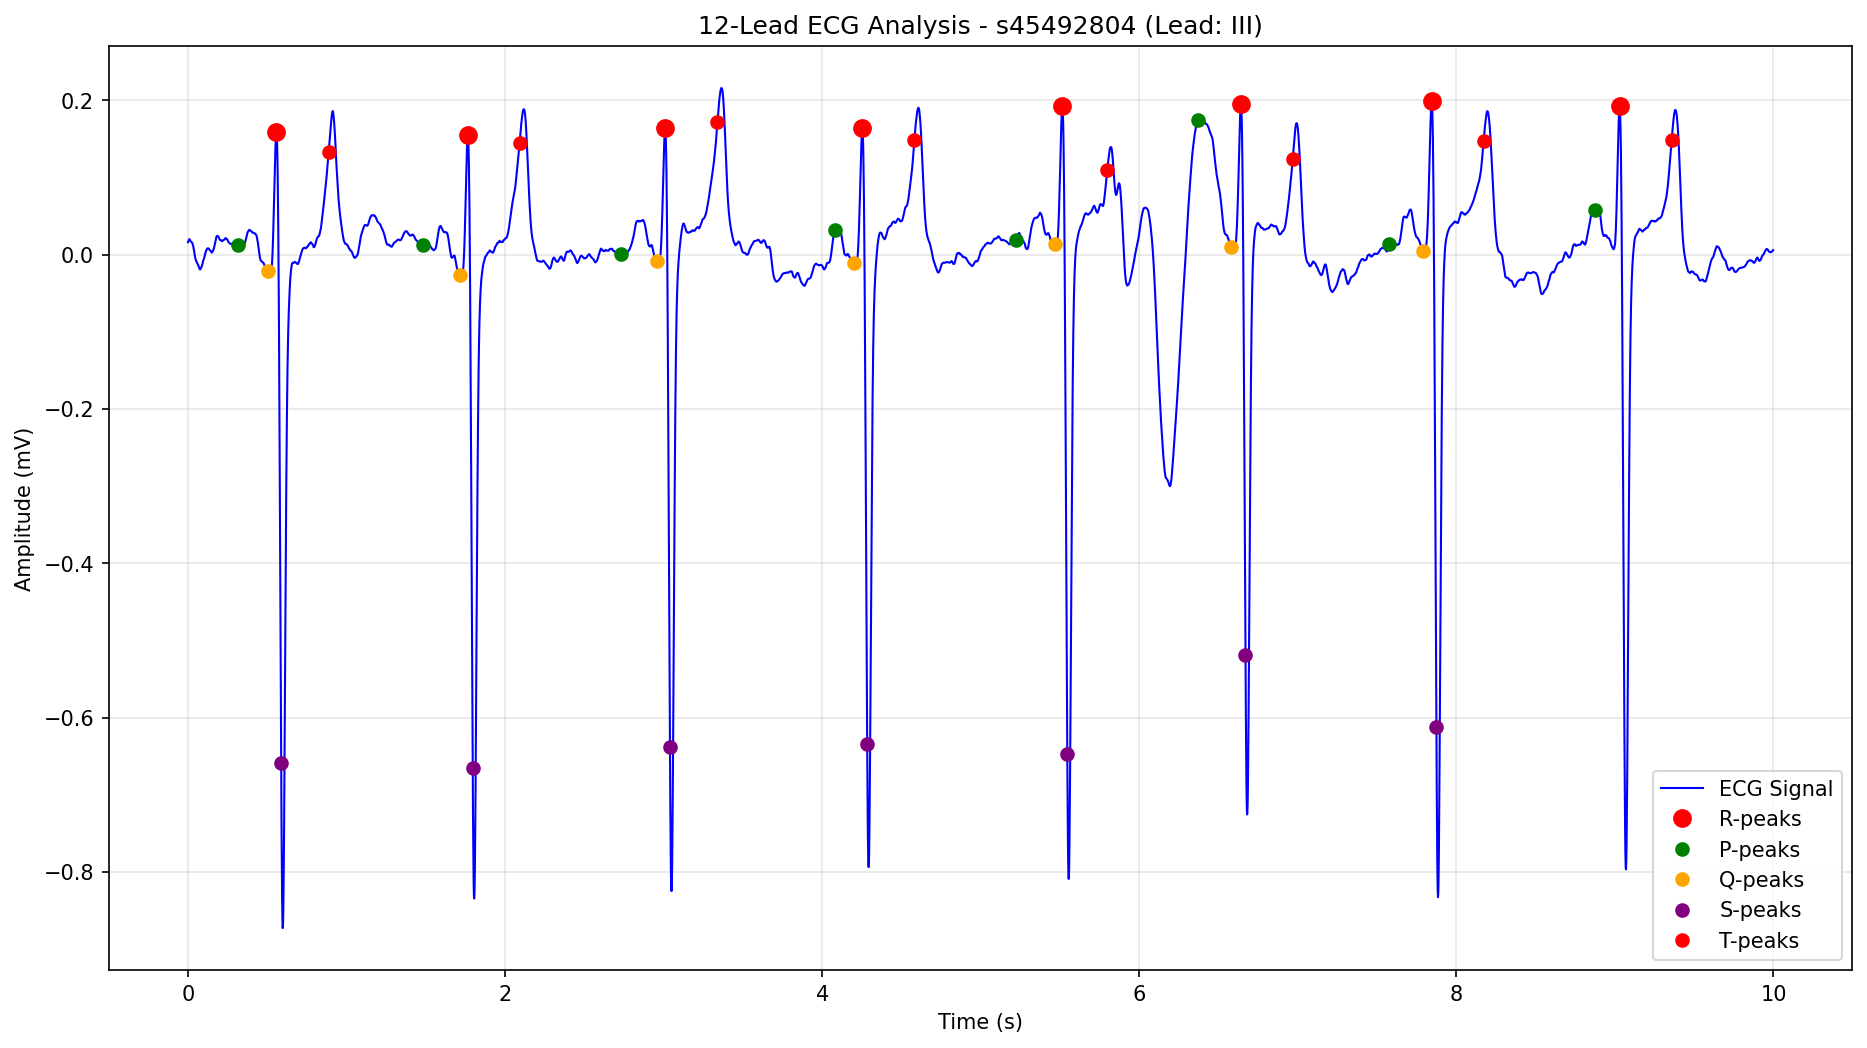 12-Lead ECG Analysis - s45492804 (Lead: III)
Amplitude (mV)
0.2
0.0
−0.2
−0.4
−0.6
−0.8
ECG Signal
R-peaks
P-peaks
Q-peaks
S-peaks
T-peaks
0 2 4 6 8 10
Time (s)